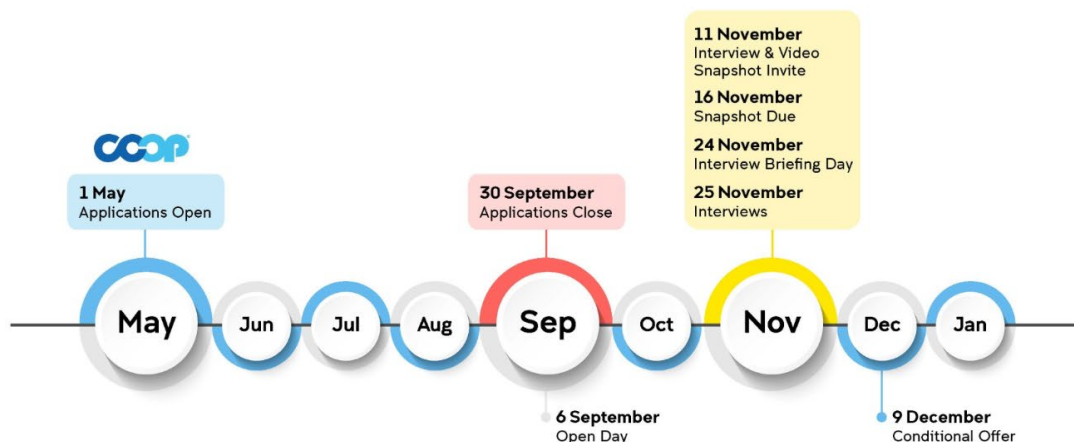 11 November
Interview & Video
Snapshot Invite
16 November
Snapshot Due
24 November
Interview Briefing Day
25 November
Interviews
COOP
1 May
Applications Open
30 September
Applications Close
May
Jun
Jul
Aug
Sep
Oct
Nov
Dec
Jan
6 September
Open Day
9 December
Conditional Offer